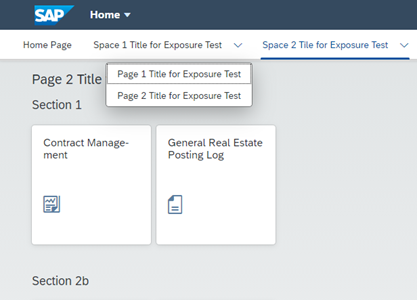 SAP Home
Home Page Space 1 Title for Exposure Test Space 2 Tile for Exposure Test
Page 1 Title for Exposure Test
Page 2 Title for Exposure Test
Page 2 Title
Section 1
Contract Manage-
ment
General Real Estate
Posting Log
Section 2b